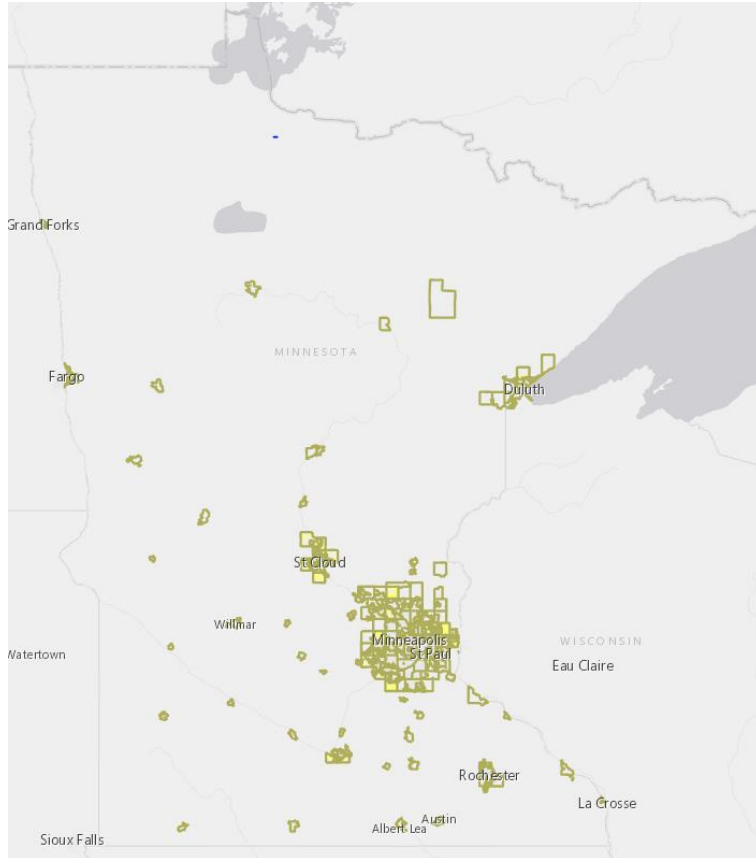 Grand Forks
MINNESOTA
Fargo
Duluth
St Cloud
Willmar
Minneapolis
WISCONSIN
Watertown
St Paul
Eau Claire
Rochester
La Crosse
Austin
Albert Lea
Sioux Falls